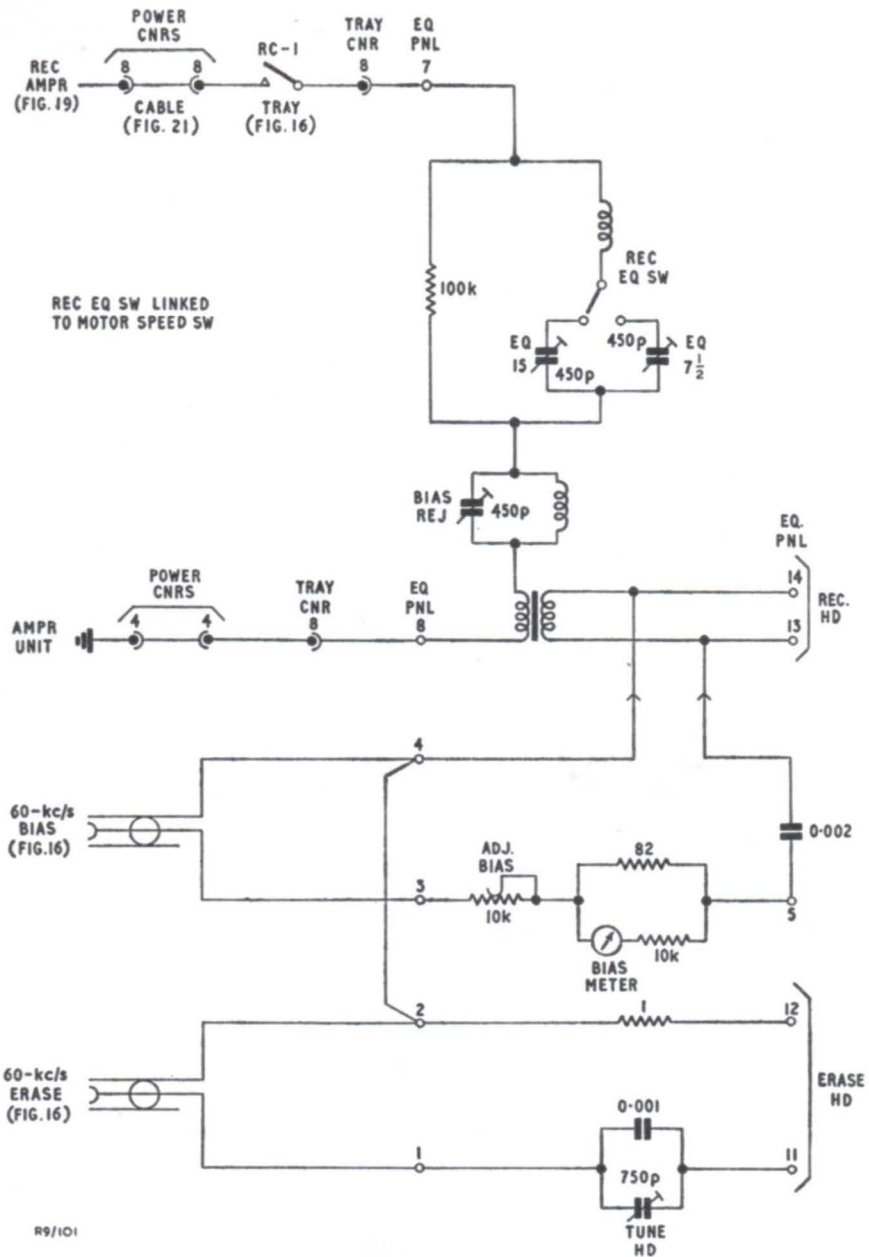 POWER
CNRS
TRAY
CNR
EQ
PNL
REC
AMPR
(FIG. 19)
8
8
RC-1
8
7
CABLE
(FIG. 21)
TRAY
(FIG. 16)
REC EQ SW LINKED
TO MOTOR SPEED SW
100k
REC
EQ SW
EQ
15
450p
450p
EQ
7 1/2
BIAS
REJ
450p
EQ.
PNL
14
13
REC.
HD
POWER
CNRS
TRAY
CNR
EQ
PNL
AMPR
UNIT
4
4
8
8
4
60-kc/s
BIAS
(FIG.16)
3
ADJ.
BIAS
10k
82
BIAS
METER
10k
0·002
5
2
1
12
60-kc/s
ERASE
(FIG.16)
ERASE
HD
1
0·001
750p
TUNE
HD
11
R9/101